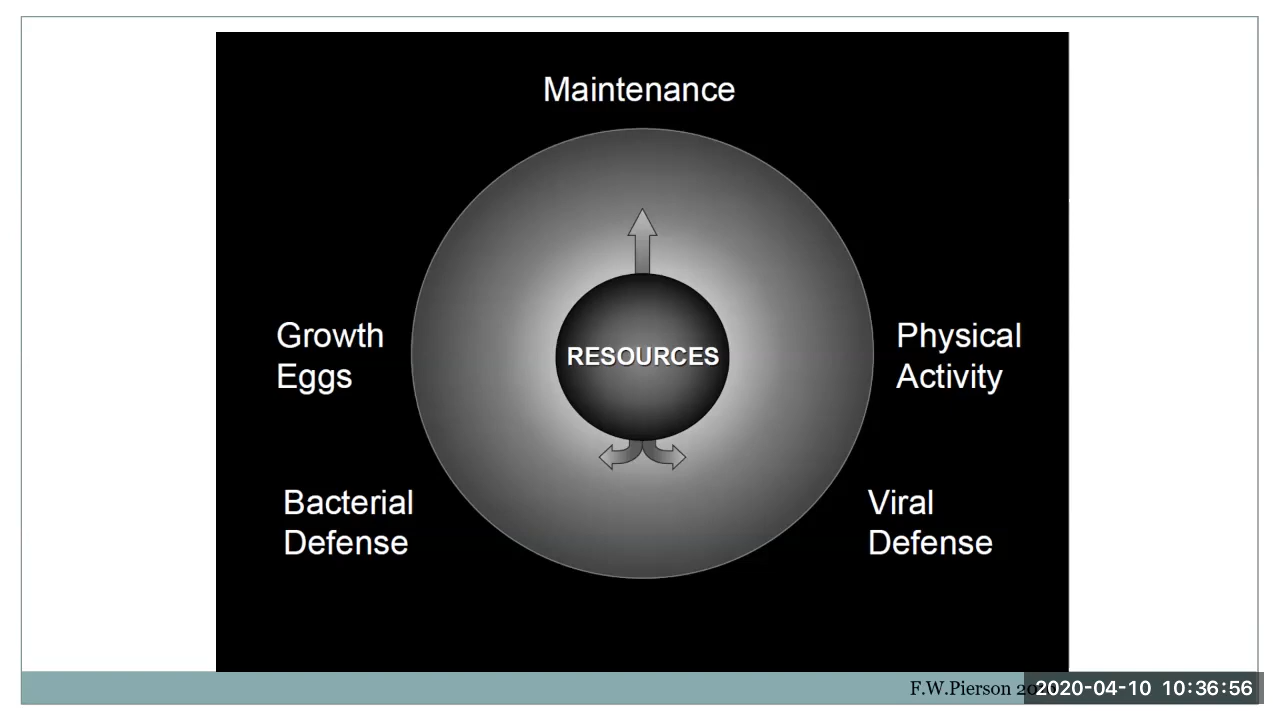 Maintenance
Growth
Eggs
RESOURCES
Physical
Activity
Bacterial
Defense
Viral
Defense
F.W.Pierson
2020-04-10 10:36:56